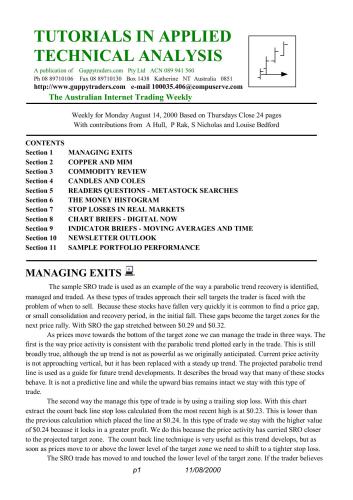 TUTORIALS IN APPLIED
TECHNICAL ANALYSIS
A publication of Guppytraders.com Pty Ltd ACN 089 941 560
Ph 08 89710106 Fax 08 89710130 Box 1438 Katherine NT Australia 0851
http://www.guppytraders.com e-mail 100035.406@compuserve.com
The Australian Internet Trading Weekly
Weekly for Monday August 14, 2000 Based on Thursdays Close 24 pages
With contributions from A Hull, P Rak, S Nicholas and Louise Bedford
CONTENTS
Section 1 MANAGING EXITS
Section 2 COPPER AND MIM
Section 3 COMMODITY REVIEW
Section 4 CANDLES AND COLES
Section 5 READERS QUESTIONS - METASTOCK SEARCHES
Section 6 THE MONEY HISTOGRAM
Section 7 STOP LOSSES IN REAL MARKETS
Section 8 CHART BRIEFS - DIGITAL NOW
Section 9 INDICATOR BRIEFS - MOVING AVERAGES AND TIME
Section 10 NEWSLETTER OUTLOOK
Section 11 SAMPLE PORTFOLIO PERFORMANCE
MANAGING EXITS
The sample SRO trade is used as an example of the way a parabolic trend recovery is identified,
managed and traded. As these types of trades approach their sell targets the trader is faced with the
problem of when to sell. Because these stocks have fallen very quickly it is common to find a price gap,
or small consolidation and recovery period, in the initial fall. These gaps become the target zones for the
next price rally. With SRO the gap stretched between $0.29 and $0.32.
As prices move towards the bottom of the target zone we can manage the trade in three ways. The
first is the way price activity is consistent with the parabolic trend plotted early in the trade. This is still
broadly true, although the up trend is not as powerful as we originally anticipated. Current price activity
is not approaching vertical, but it has been replaced with a steady up trend. The projected parabolic trend
line is used as a guide for future trend developments. It describes the broad way that many of these stocks
behave. It is not a predictive line and while the upward bias remains intact we stay with this type of
trade.
The second way the manage this type of trade is by using a trailing stop loss. With this chart
extract the count back line stop loss calculated from the most recent high is at $0.23. This is lower than
the previous calculation which placed the line at $0.24. In this type of trade we stay with the higher value
of $0.24 because it locks in a greater profit. We do this because the price activity has carried SRO closer
to the projected target zone. The count back line technique is very useful as this trend develops, but as
soon as prices move to or above the lower level of the target zone we need to shift to a tighter stop loss.
The SRO trade has moved to and touched the lower level of the target zone. If the trader believes
p1 11/08/2000